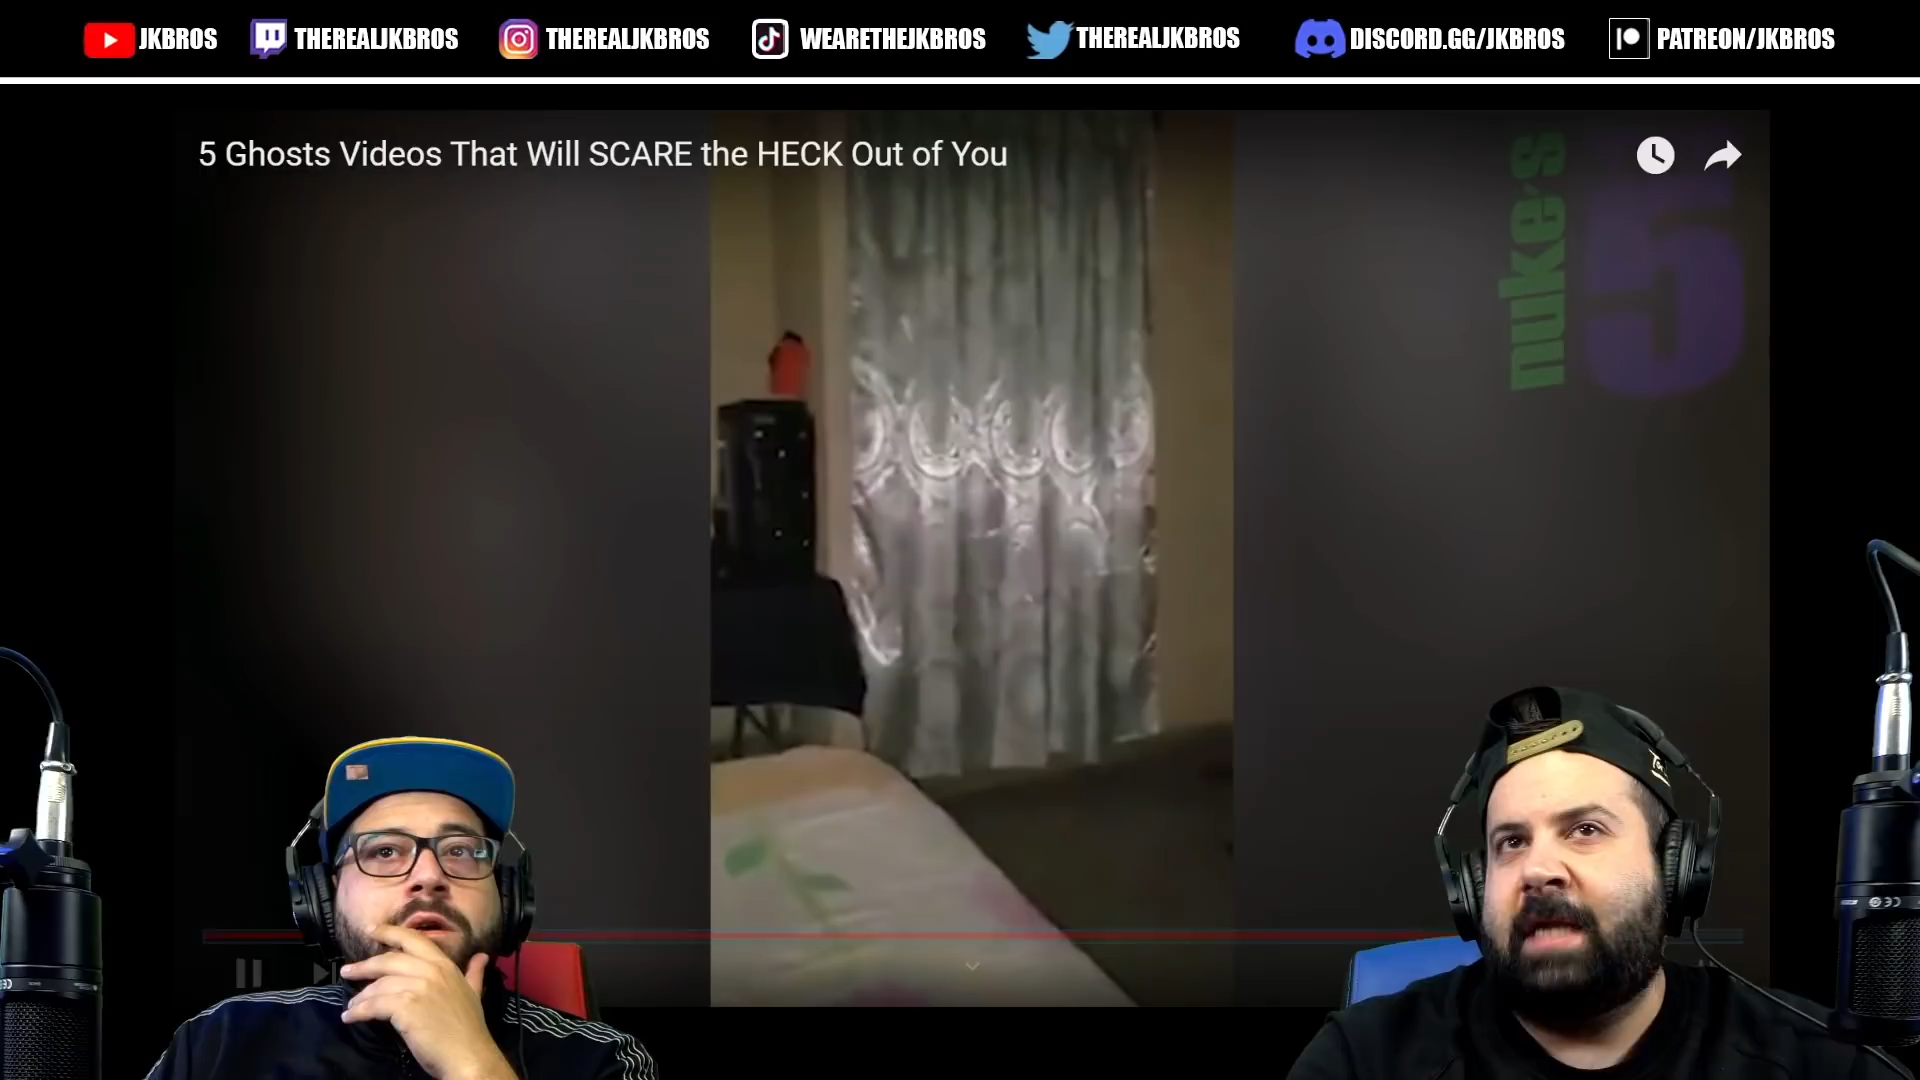 JKBROS
THEREALJKBROS
THEREALJKBROS
WEARETHEJKBROS
THEREALJKBROS
DISCORD.GG/JKBROS
PATREON/JKBROS
5 Ghosts Videos That Will SCARE the HECK Out of You
nuke's
5